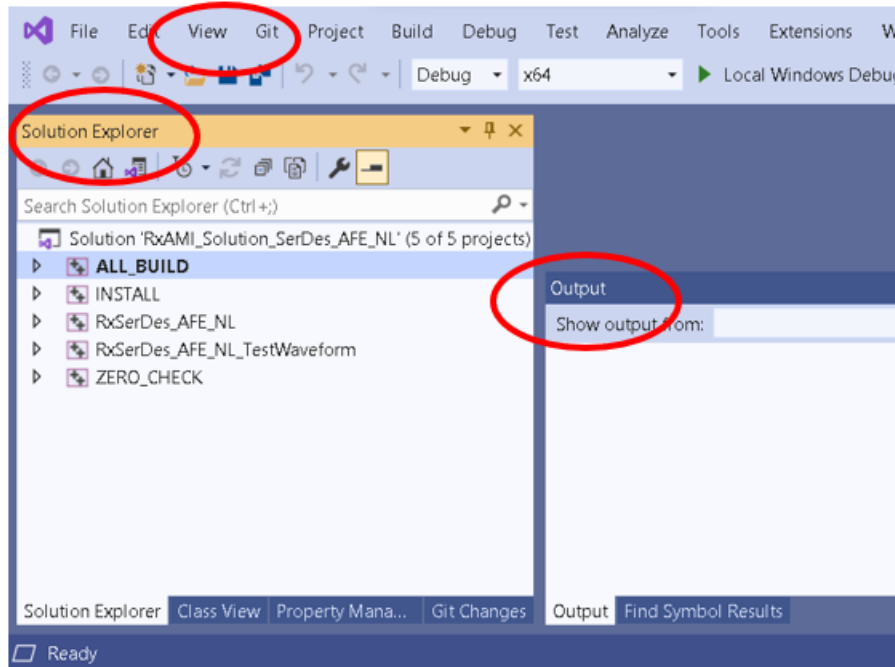 File Edit View Git Project Build Debug Test Analyze Tools Extensions
Debug x64 Local Windows
Solution Explorer
Search Solution Explorer (Ctrl+;)
Solution 'RxAMI_Solution_SerDes_AFE_NL' (5 of 5 projects)
ALL_BUILD
INSTALL
RxSerDes_AFE_NL
RxSerDes_AFE_NL_TestWaveform
ZERO_CHECK
Output
Show output from:
Solution Explorer Class View Property Mana... Git Changes
Output Find Symbol Results
Ready